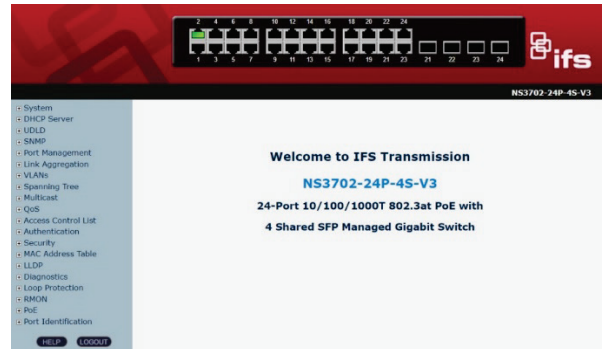 2 4 6 8 10 12 14 16 18 20 22 24
1 3 5 7 9 11 13 15 17 19 21 23 21 22 23 24
ifs
NS3702-24P-4S-V3
System
DHCP Server
UDLD
SNMP
Port Management
Link Aggregation
VLANs
Spanning Tree
Multicast
QoS
Access Control List
Authentication
Security
MAC Address Table
LLDP
Diagnostics
Loop Protection
RMON
PoE
Port Identification
HELP LOGOUT
Welcome to IFS Transmission
NS3702-24P-4S-V3
24-Port 10/100/1000T 802.3at PoE with
4 Shared SFP Managed Gigabit Switch